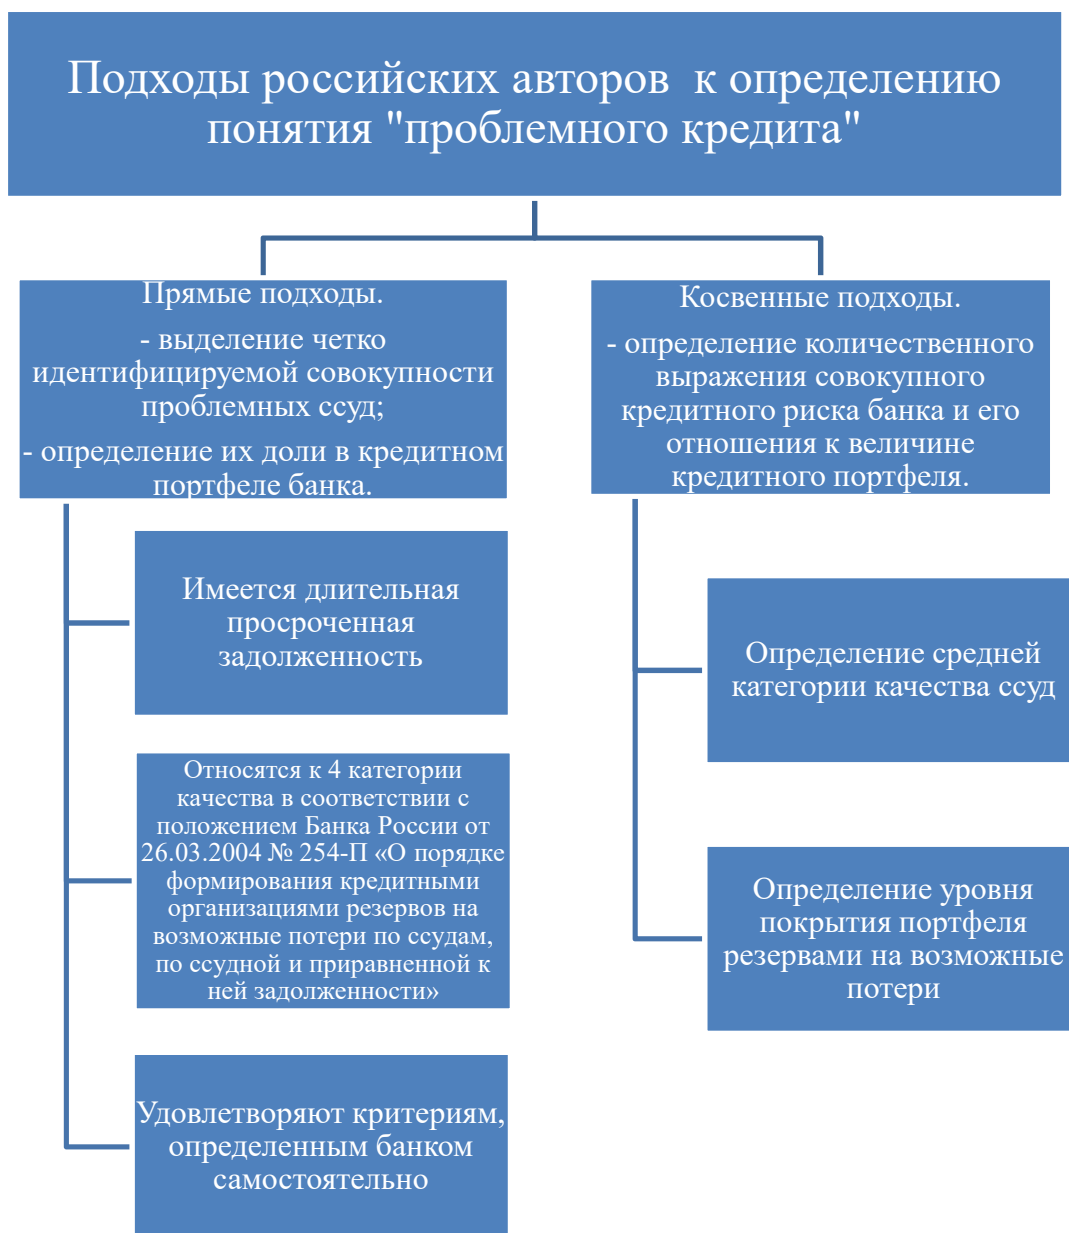 Подходы российских авторов к определению
понятия "проблемного кредита"
Прямые подходы.
- выделение четко
идентифицируемой совокупности
проблемных ссуд;
- определение их доли в кредитном
портфеле банка.
Имеется длительная
просроченная
задолженность
Относятся к 4 категории
качества в соответствии с
положением Банка России от
26.03.2004 № 254-П «О порядке
формирования кредитными
организациями резервов на
возможные потери по ссудам,
по ссудной и приравненной к
ней задолженности»
Удовлетворяют критериям,
определенным банком
самостоятельно
Косвенные подходы.
- определение количественного
выражения совокупного
кредитного риска банка и его
отношения к величине
кредитного портфеля.
Определение средней
категории качества ссуд
Определение уровня
покрытия портфеля
резервами на возможные
потери